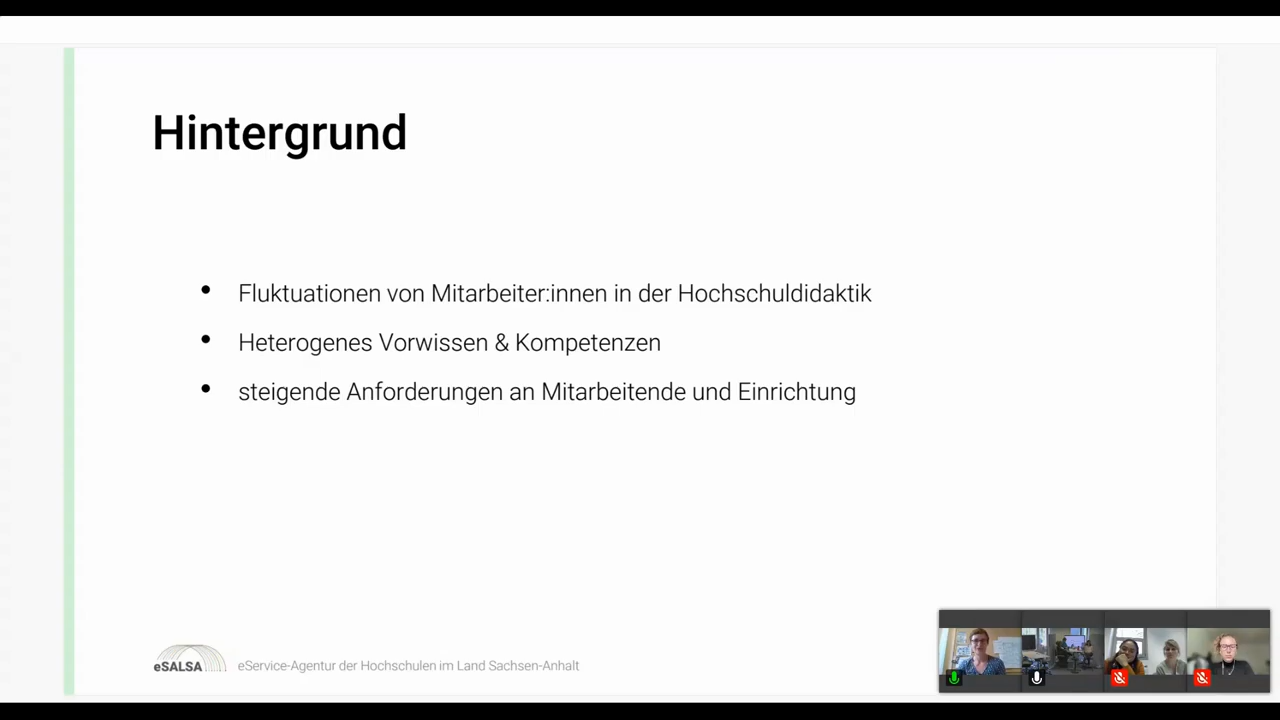 Hintergrund
• Fluktuationen von Mitarbeiter:innen in der Hochschuldidaktik
• Heterogenes Vorwissen & Kompetenzen
• steigende Anforderungen an Mitarbeitende und Einrichtung
eSALSA eService-Agentur der Hochschulen im Land Sachsen-Anhalt